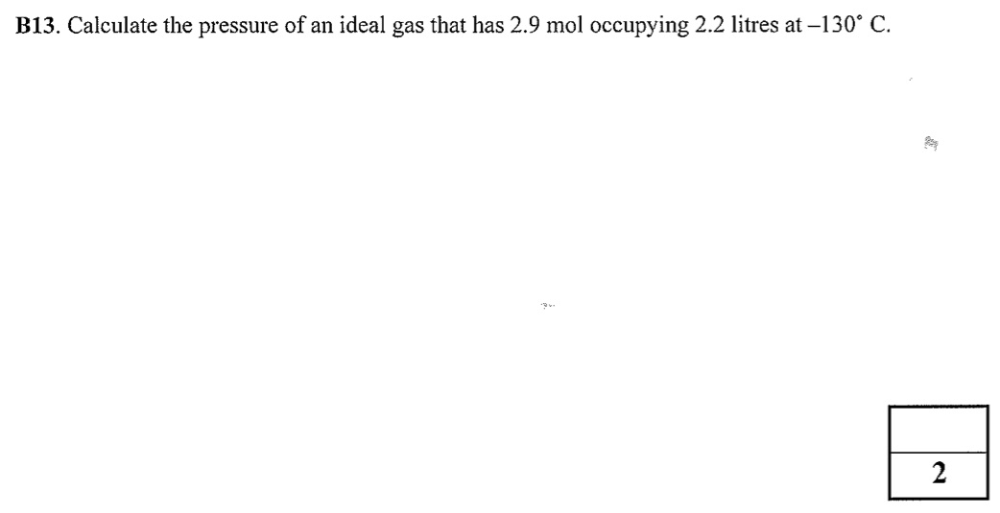 B13. Calculate the pressure of an ideal gas that has 2.9 mol occupying 2.2 litres at –130° C.
2